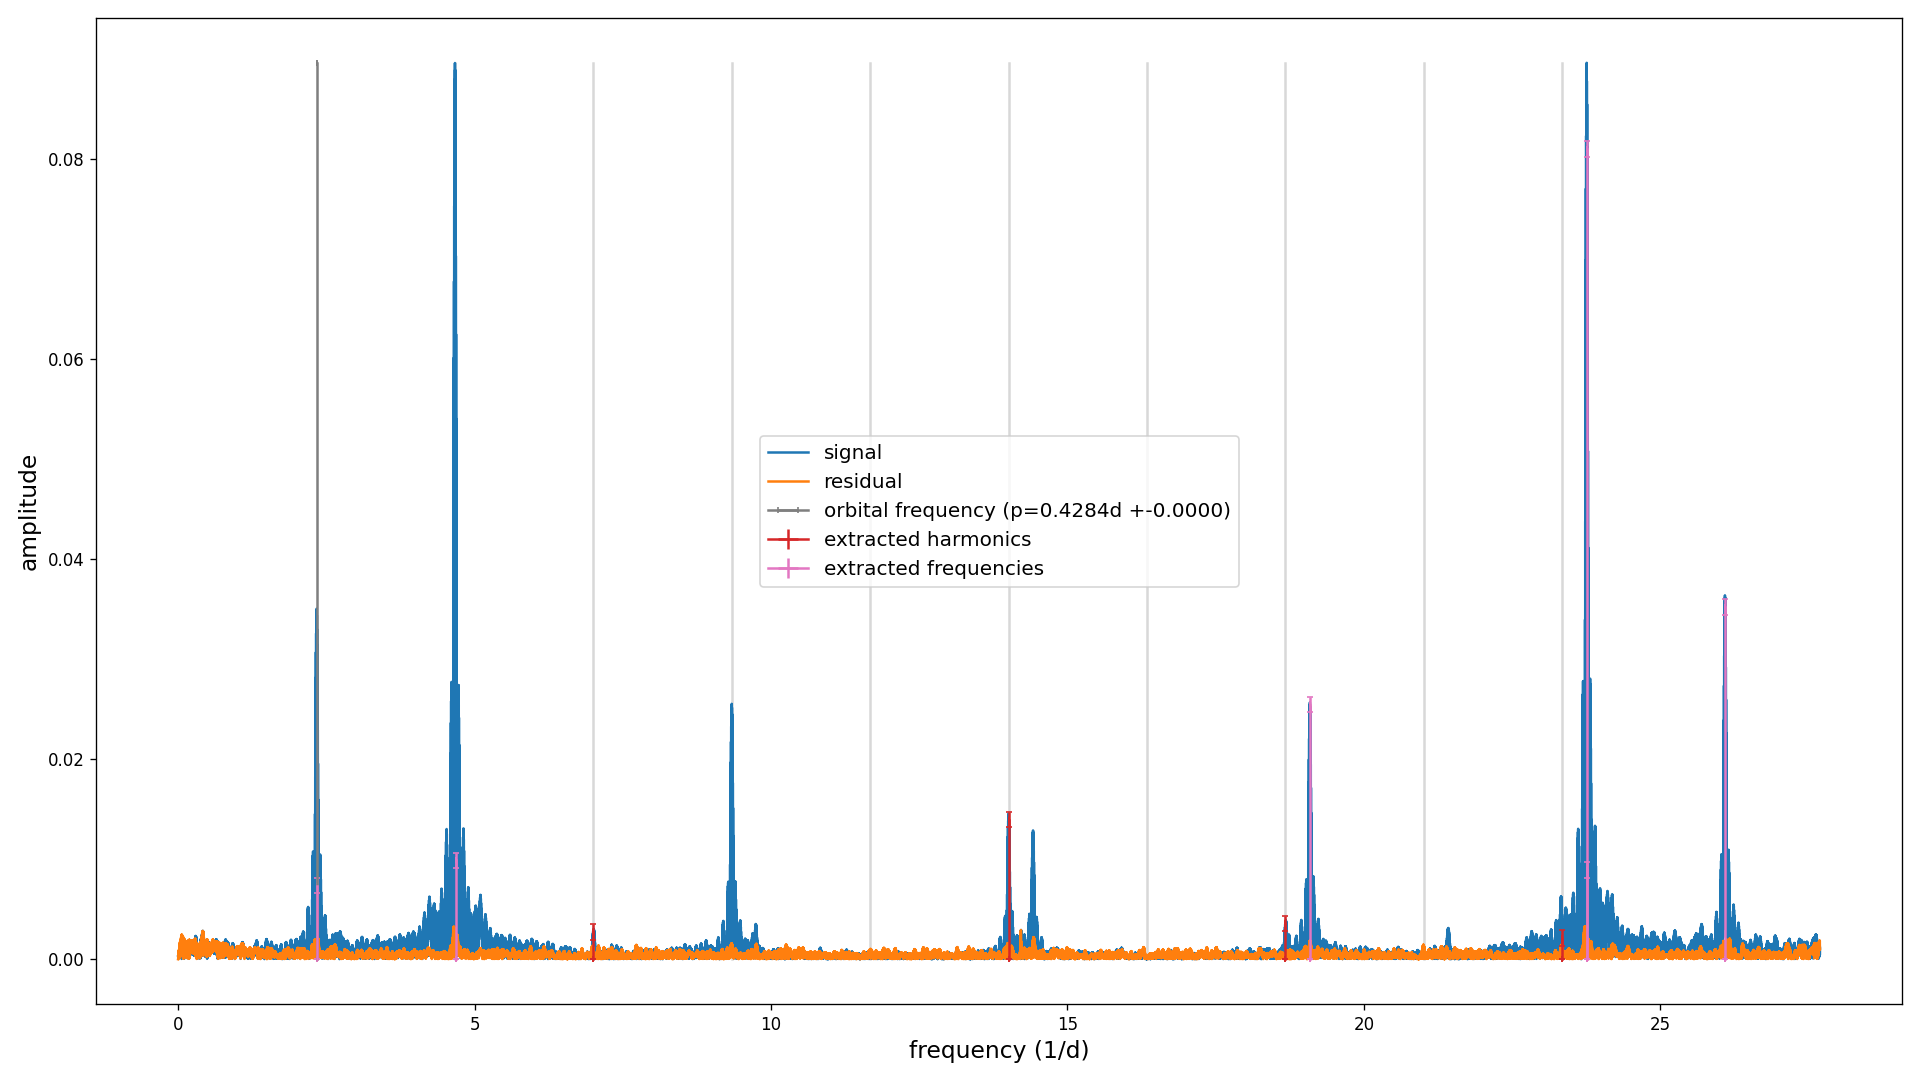 0.08
0.06
0.04
0.02
0.00
amplitude
signal
residual
orbital frequency (p=0.4284d +-0.0000)
extracted harmonics
extracted frequencies
0 5 10 15 20 25
frequency (1/d)